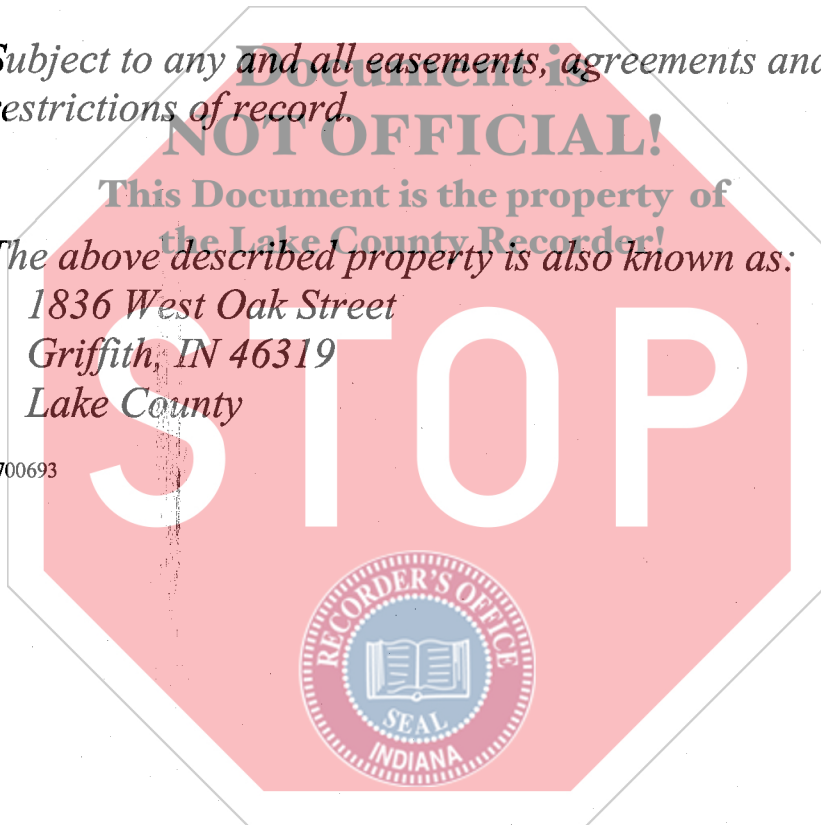 Subject to any and all easements, agreements and
restrictions of record.
Document is
NOT OFFICIAL!
This Document is the property of
the Lake County Recorder!
The above described property is also known as:
1836 West Oak Street
Griffith, IN 46319
Lake County
700693
STOP
RECORDER'S OFFICE
SEAL
INDIANA